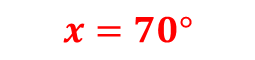 x = 70°